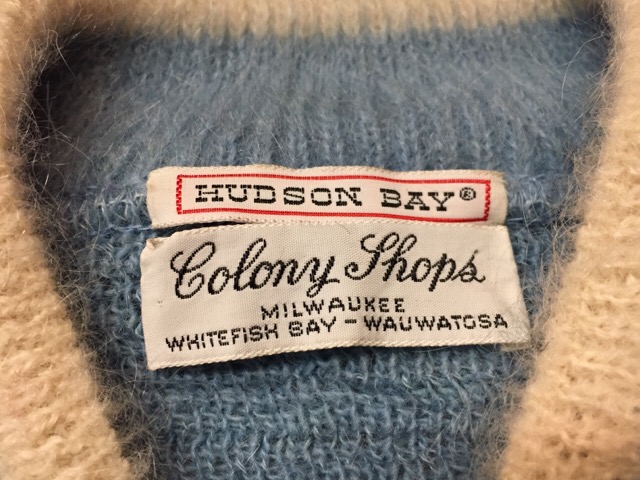 HUDSON BAY®
Colony Shops
MILWAUKEE
WHITEFISH BAY - WAUWATOSA